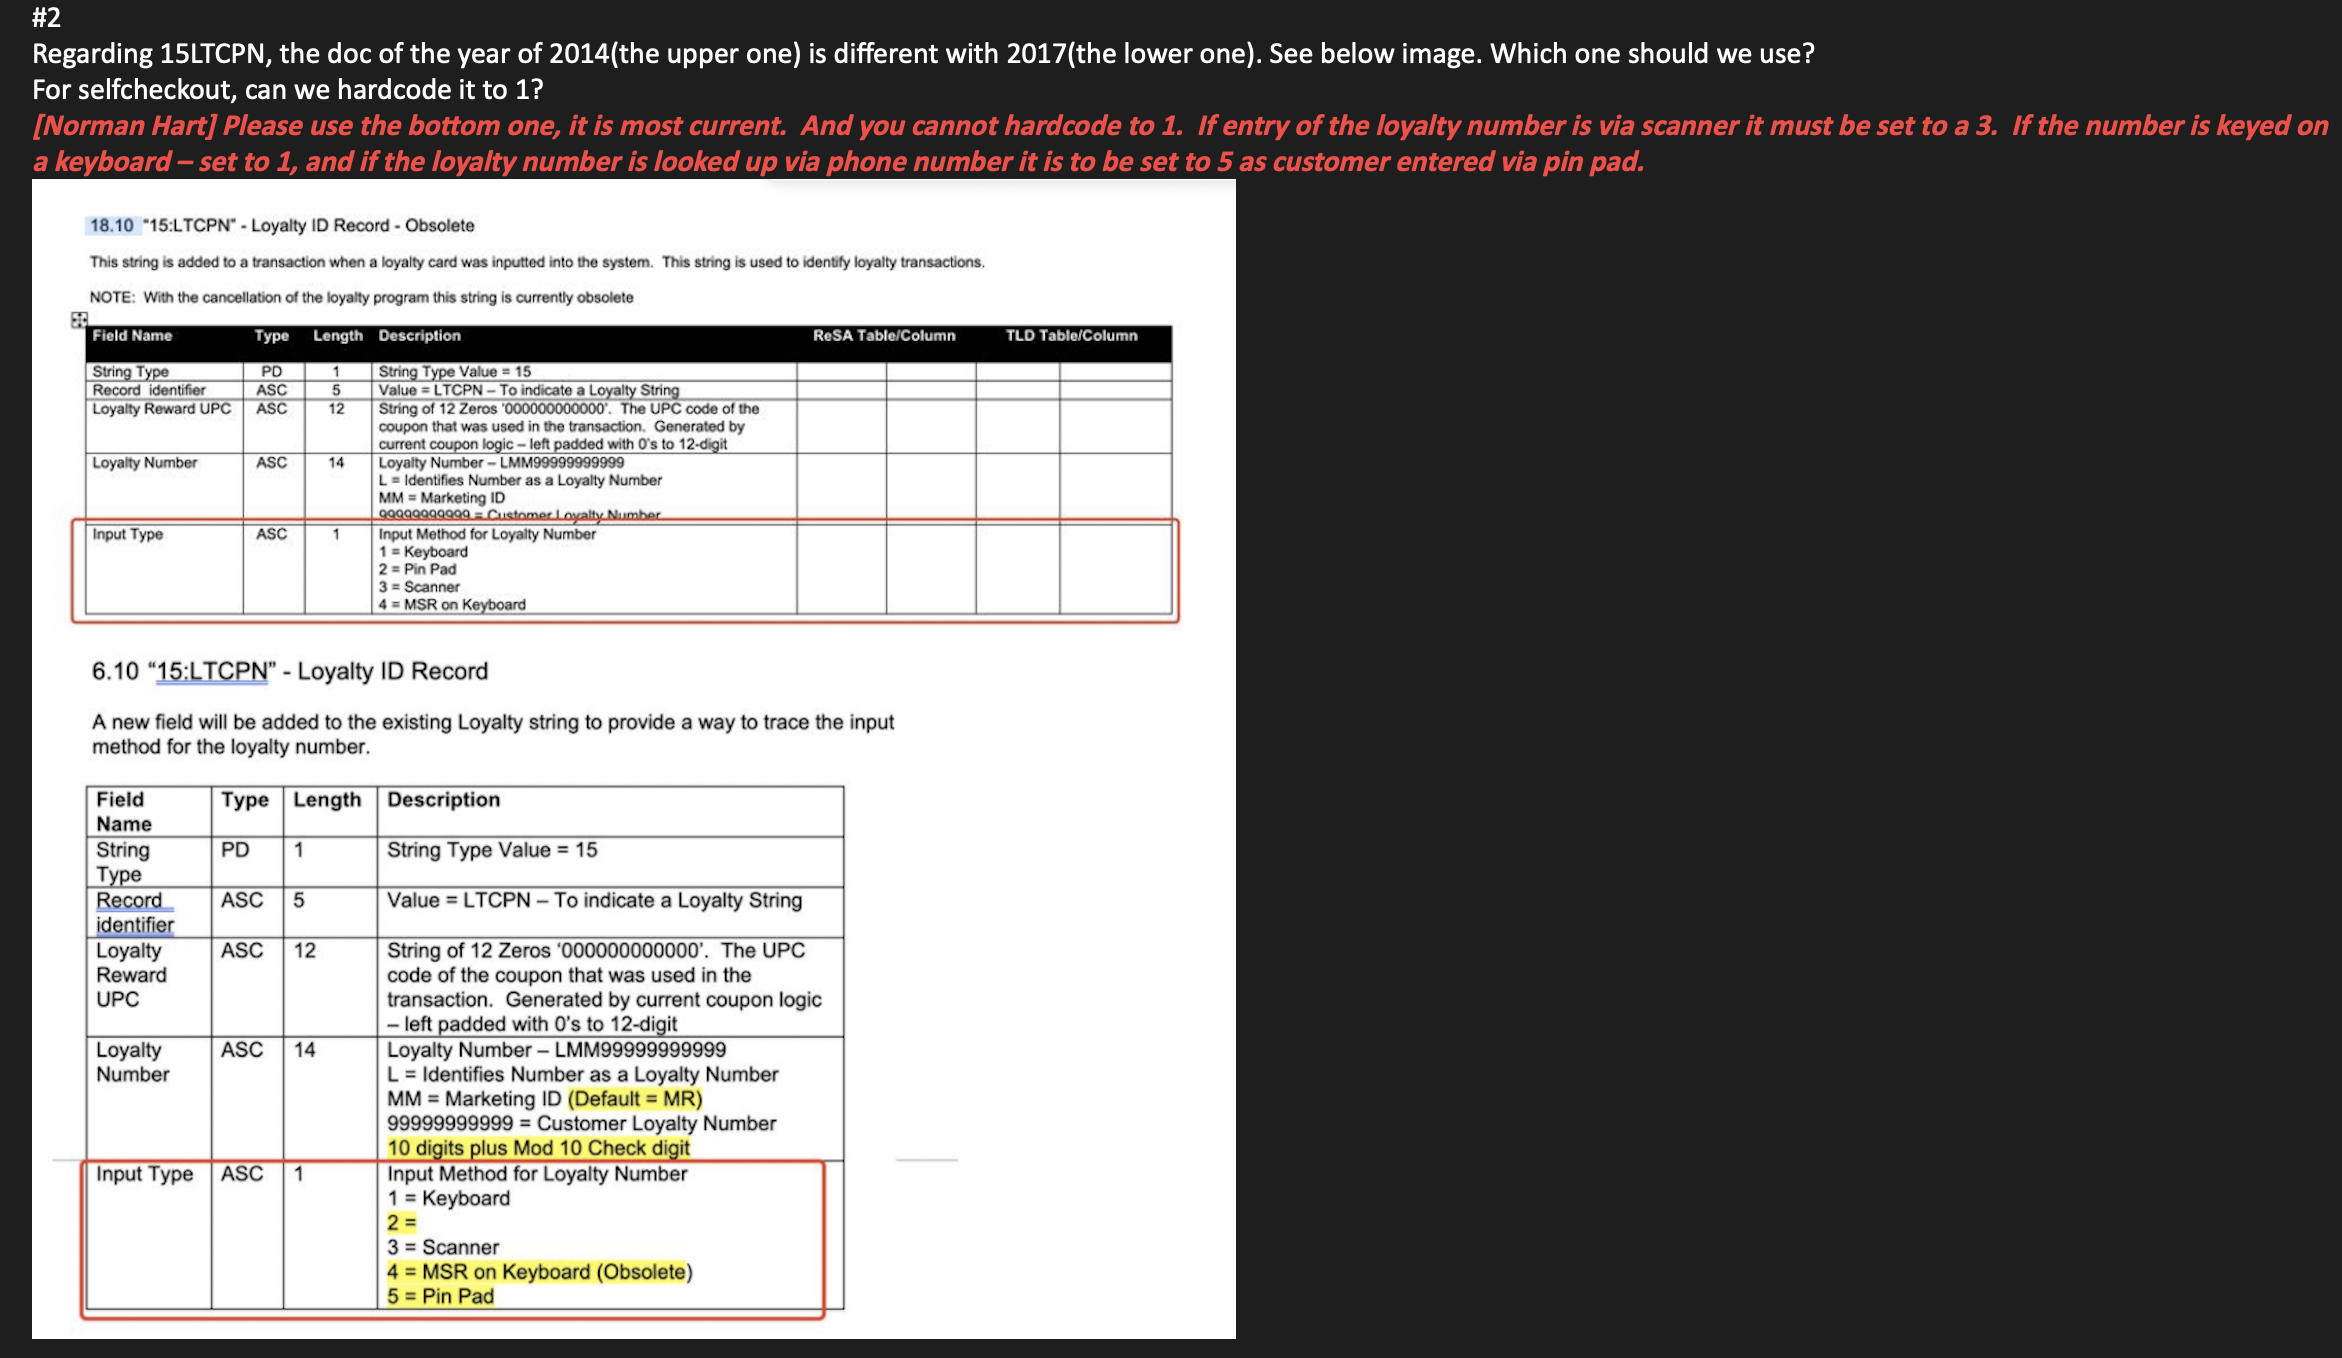 #2
Regarding 15LTCPN, the doc of the year of 2014(the upper one) is different with 2017(the lower one). See below image. Which one should we use?
For selfcheckout, can we hardcode it to 1?
[Norman Hart] Please use the bottom one, it is most current.  And you cannot hardcode to 1.  If entry of the loyalty number is via scanner it must be set to a 3.  If the number is keyed on
a keyboard – set to 1, and if the loyalty number is looked up via phone number it is to be set to 5 as customer entered via pin pad.
18.10 "15:LTCPN" - Loyalty ID Record - Obsolete
This string is added to a transaction when a loyalty card was inputted into the system.  This string is used to identify loyalty transactions.
NOTE:  With the cancellation of the loyalty program this string is currently obsolete
Field Name Type Length Description ReSA Table/Column TLD Table/Column
String Type PD 1 String Type Value = 15
Record identifier ASC 5 Value = LTCPN – To indicate a Loyalty String
Loyalty Reward UPC ASC 12 String of 12 Zeros '000000000000'.  The UPC code of the
coupon that was used in the transaction.  Generated by
current coupon logic – left padded with 0's to 12-digit
Loyalty Number ASC 14 Loyalty Number – LMM99999999999
L = Identifies Number as a Loyalty Number
MM = Marketing ID
99999999999 = Customer Loyalty Number
Input Type ASC 1 Input Method for Loyalty Number
1 = Keyboard
2 = Pin Pad
3 = Scanner
4 = MSR on Keyboard
6.10 “15:LTCPN” - Loyalty ID Record
A new field will be added to the existing Loyalty string to provide a way to trace the input
method for the loyalty number.
Field Type Length Description
Name
String PD 1 String Type Value = 15
Type
Record ASC 5 Value = LTCPN – To indicate a Loyalty String
identifier
Loyalty ASC 12 String of 12 Zeros '000000000000'.  The UPC
Reward code of the coupon that was used in the
UPC transaction.  Generated by current coupon logic
– left padded with 0's to 12-digit
Loyalty ASC 14 Loyalty Number – LMM99999999999
Number L = Identifies Number as a Loyalty Number
MM = Marketing ID (Default = MR)
99999999999 = Customer Loyalty Number
10 digits plus Mod 10 Check digit
Input Type ASC 1 Input Method for Loyalty Number
1 = Keyboard
2 =
3 = Scanner
4 = MSR on Keyboard (Obsolete)
5 = Pin Pad